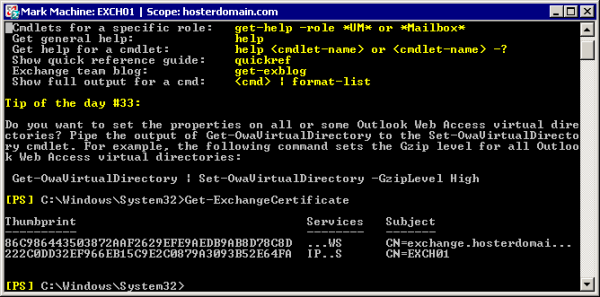 Mark Machine: EXCH01 | Scope: hosterdomain.com
Cmdlets for a specific role: get-help -role *UM* or *Mailbox*
Get general help: help
Get help for a cmdlet: help <cmdlet-name> or <cmdlet-name> -?
Show quick reference guide: quickref
Exchange team blog: get-exblog
Show full output for a cmd: <cmd> | format-list
Tip of the day #33:
Do you want to set the properties on all or some Outlook Web Access virtual dire
ctories? Pipe the output of Get-OwaVirtualDirectory to the Set-OwaVirtualDirecto
ry cmdlet. For example, the following command sets the Gzip level for all Outloo
k Web Access virtual directories:
Get-OwaVirtualDirectory | Set-OwaVirtualDirectory -GzipLevel High
[PS] C:\Windows\System32>Get-ExchangeCertificate
Thumbprint Services Subject
---------- -------- -------
86C986443503872AAF2629EFE9AEDB9AB8D78C8D ...WS CN=exchange.hosterdomai...
222C0DD32EF966EB15C9E2C0879A3093B52E64FA IP..S CN=EXCH01
[PS] C:\Windows\System32>